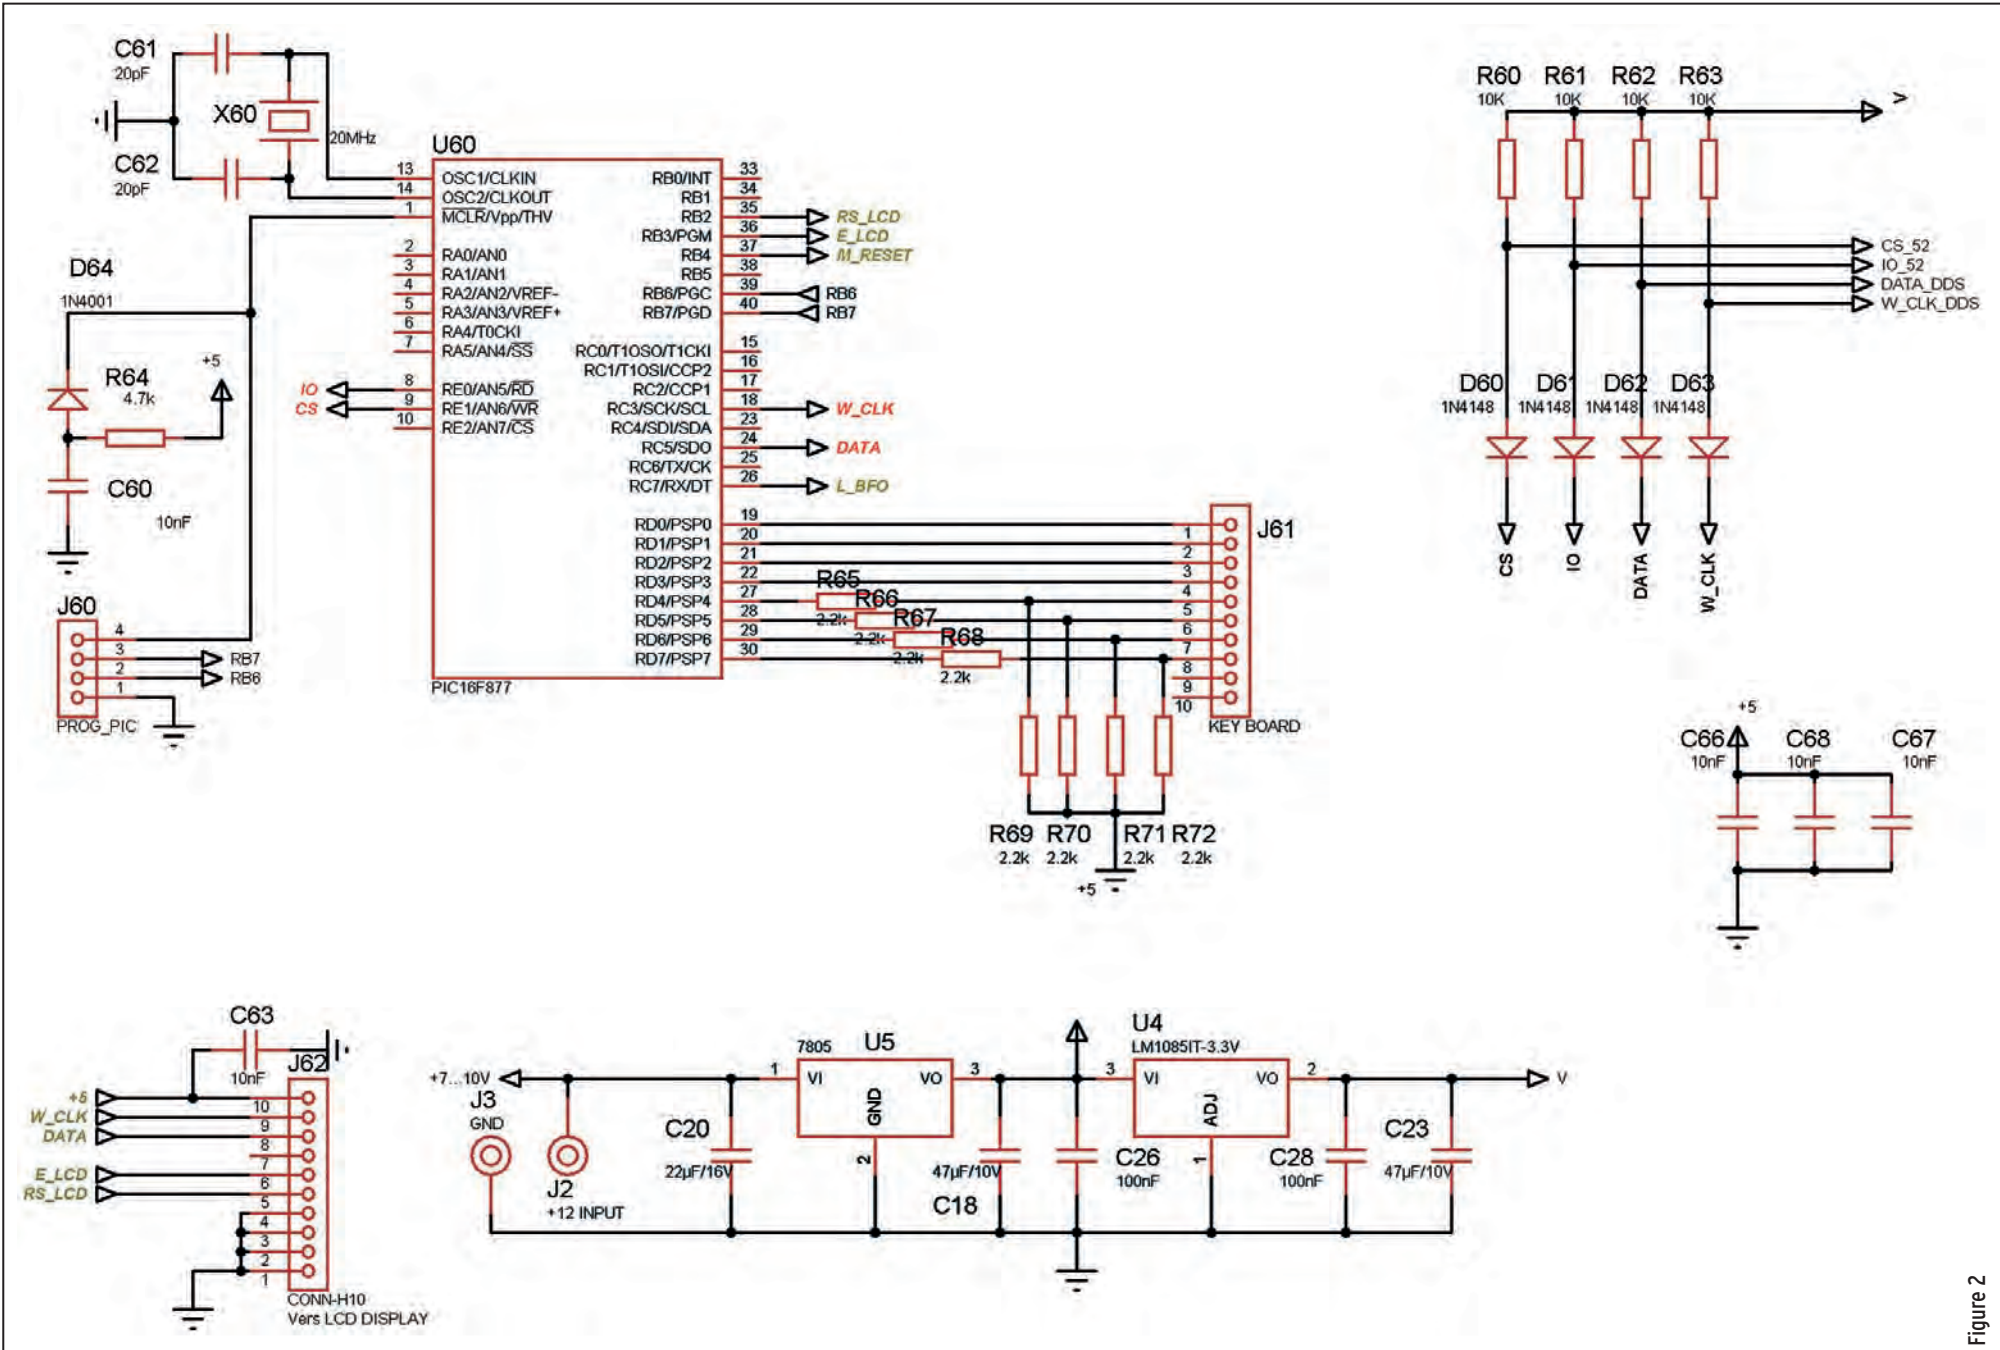 C61
20pF
X60
20MHz
C62
20pF
U60
13
OSC1/CLKIN
14
OSC2/CLKOUT
1
MCLR/Vpp/THV
2
RA0/AN0
3
RA1/AN1
4
RA2/AN2/VREF-
5
RA3/AN3/VREF+
6
RA4/T0CKI
7
RA5/AN4/SS
IO
8
RE0/AN5/RD
CS
9
RE1/AN6/WR
10
RE2/AN7/CS
RB0/INT
33
RB1
34
RB2
35
RS_LCD
RB3/PGM
36
E_LCD
RB4
37
M_RESET
RB5
38
RB6/PGC
39
RB6
RB7/PGD
40
RB7
RC0/T1OSO/T1CKI
15
RC1/T1OSI/CCP2
16
RC2/CCP1
17
RC3/SCK/SCL
18
W_CLK
RC4/SDI/SDA
23
RC5/SDO
24
DATA
RC6/TX/CK
25
RC7/RX/DT
26
L_BFO
RD0/PSP0
19
RD1/PSP1
20
RD2/PSP2
21
RD3/PSP3
22
RD4/PSP4
27
RD5/PSP5
28
RD6/PSP6
29
RD7/PSP7
30
PIC16F877
D64
1N4001
+5
R64
4.7k
C60
10nF
J60
4
3
RB7
2
RB6
1
PROG_PIC
R65
2.2k
R66
2.2k
R67
2.2k
R68
2.2k
J61
1
2
3
4
5
6
7
8
9
10
KEY BOARD
R69
2.2k
R70
2.2k
R71
2.2k
R72
2.2k
+5
R60 R61 R62 R63
10K 10K 10K 10K
V
CS_52
IO_52
DATA_DDS
W_CLK_DDS
D60 D61 D62 D63
1N4148 1N4148 1N4148 1N4148
CS
IO
DATA
W_CLK
+5
C66 C68 C67
10nF 10nF 10nF
C63
10nF
J62
+5
W_CLK
DATA
E_LCD
RS_LCD
10
9
8
7
6
5
4
3
2
1
CONN-H10
Vers LCD DISPLAY
+7...10V
J3
GND
J2
+12 INPUT
C20
22µF/16V
7805
U5
1
VI
VO
3
GND
2
47µF/10V
C18
C26
100nF
U4
LM1085IT-3.3V
3
VI
VO
2
ADJ
1
C28
100nF
C23
47µF/10V
V
Figure 2